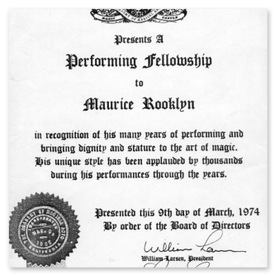 Presents A
Performing Fellowship
to
Maurice Rooklyn
in recognition of his many years of performing and
bringing dignity and stature to the art of magic.
His unique style has been applauded by thousands
during his performances through the years.
Presented this 9th day of March, 1974
By order of the Board of Directors
William Larsen
William Larsen, President